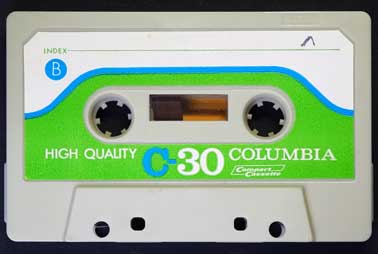 INDEX
B
HIGH QUALITY C-30 COLUMBIA
Compact
Cassette